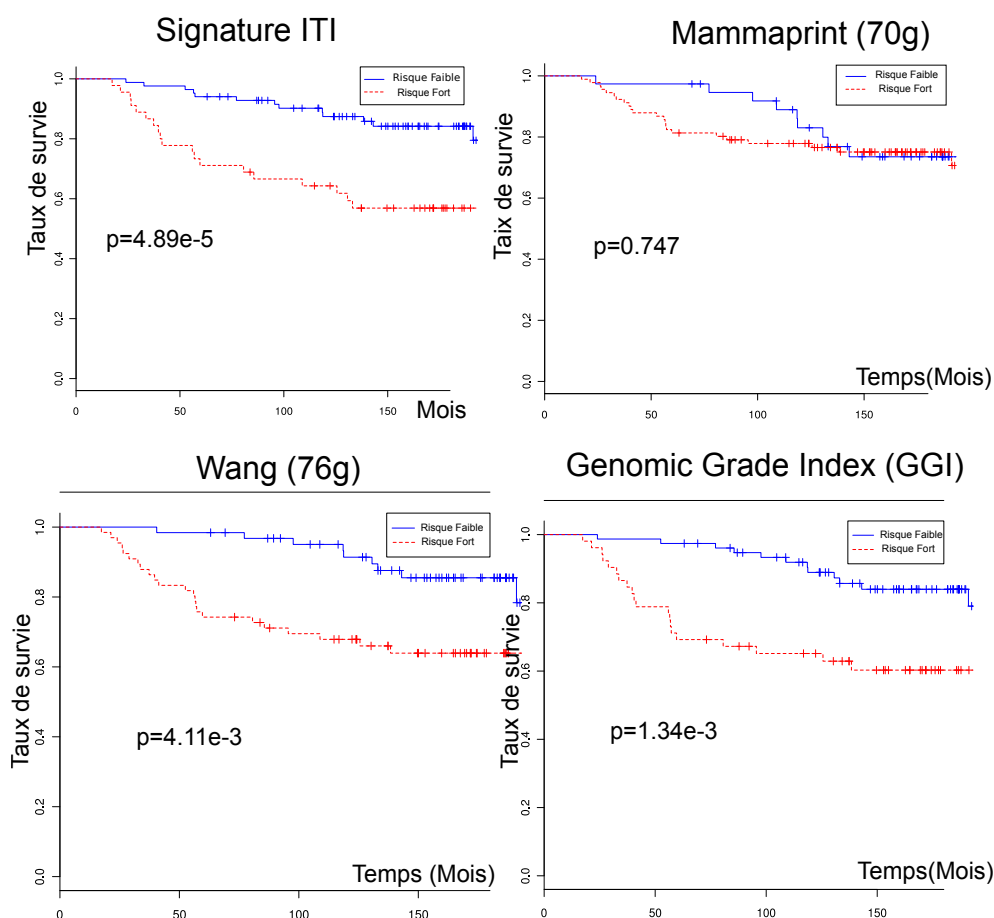 Signature ITI
Risque Faible
Risque Fort
Taux de survie
1.0
0.8
0.6
0.4
0.2
0.0
p=4.89e-5
Mois
0 50 100 150
Mammaprint (70g)
Risque Faible
Risque Fort
Taix de survie
1.0
0.8
0.6
0.4
0.2
0.0
p=0.747
Temps(Mois)
0 50 100 150
Wang (76g)
Risque Faible
Risque Fort
Taux de survie
1.0
0.8
0.6
0.4
0.2
0.0
p=4.11e-3
Temps (Mois)
0 50 100 150
Genomic Grade Index (GGI)
Risque Faible
Risque Fort
Taux de survie
1.0
0.8
0.6
0.4
0.2
0.0
p=1.34e-3
Temps(Mois)
0 50 100 150